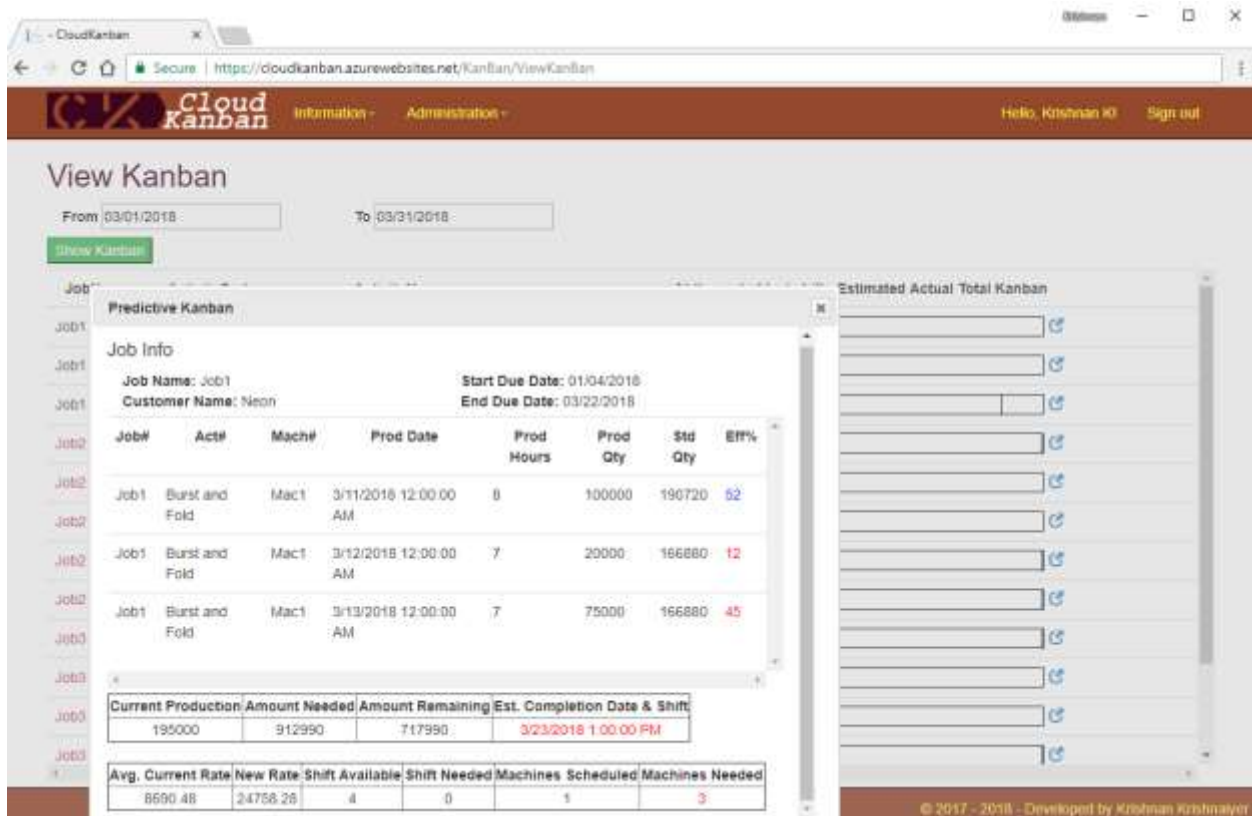 - CloudKanban
Secure | https://cloudkanban.azurewebsites.net/KanBan/ViewKanBan
CK Cloud Kanban Information Administration Hello, Krishnan K! Sign out
View Kanban
From 03/01/2018 To 03/31/2018
Show Kanban
Estimated Actual Total Kanban
Predictive Kanban
Job1
Job Info
Job1
Job Name: Job1 Start Due Date: 01/04/2018
Job1 Customer Name: Neon End Due Date: 03/22/2018
Job2 Job# Act# Mach# Prod Date Prod Hours Prod Qty Std Qty Eff%
Job2
Job1 Burst and Fold Mac1 3/11/2018 12:00:00 AM 8 100000 190720 52
Job2
Job2 Job1 Burst and Fold Mac1 3/12/2018 12:00:00 AM 7 20000 166880 12
Job2
Job1 Burst and Fold Mac1 3/13/2018 12:00:00 AM 7 75000 166880 45
Job3
Job3
Current Production Amount Needed Amount Remaining Est. Completion Date & Shift
Job3 195000 912990 717990 3/23/2018 1:00:00 PM
Job3
Avg. Current Rate New Rate Shift Available Shift Needed Machines Scheduled Machines Needed
8690.48 24758.28 4 0 1 3
© 2017 - 2018 - Developed by Krishnan Krishnaiyer